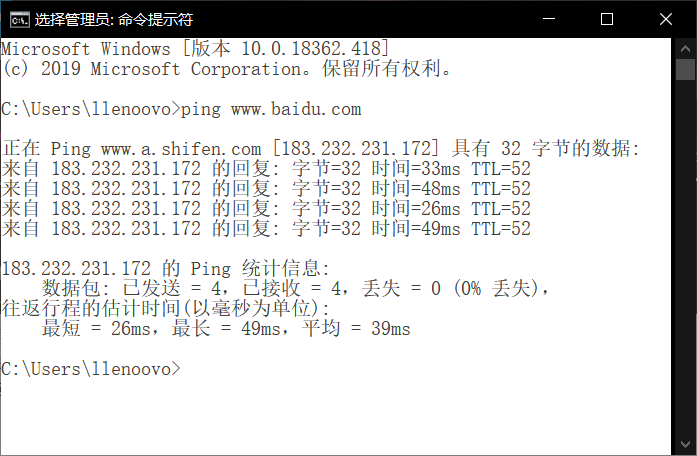 选择管理员: 命令提示符
Microsoft Windows [版本 10.0.18362.418]
(c) 2019 Microsoft Corporation。保留所有权利。
C:\Users\llenoovo>ping www.baidu.com
正在 Ping www.a.shifen.com [183.232.231.172] 具有 32 字节的数据:
来自 183.232.231.172 的回复: 字节=32 时间=33ms TTL=52
来自 183.232.231.172 的回复: 字节=32 时间=48ms TTL=52
来自 183.232.231.172 的回复: 字节=32 时间=26ms TTL=52
来自 183.232.231.172 的回复: 字节=32 时间=49ms TTL=52
183.232.231.172 的 Ping 统计信息:
数据包: 已发送 = 4，已接收 = 4，丢失 = 0 (0% 丢失)，
往返行程的估计时间(以毫秒为单位):
最短 = 26ms，最长 = 49ms，平均 = 39ms
C:\Users\llenoovo>